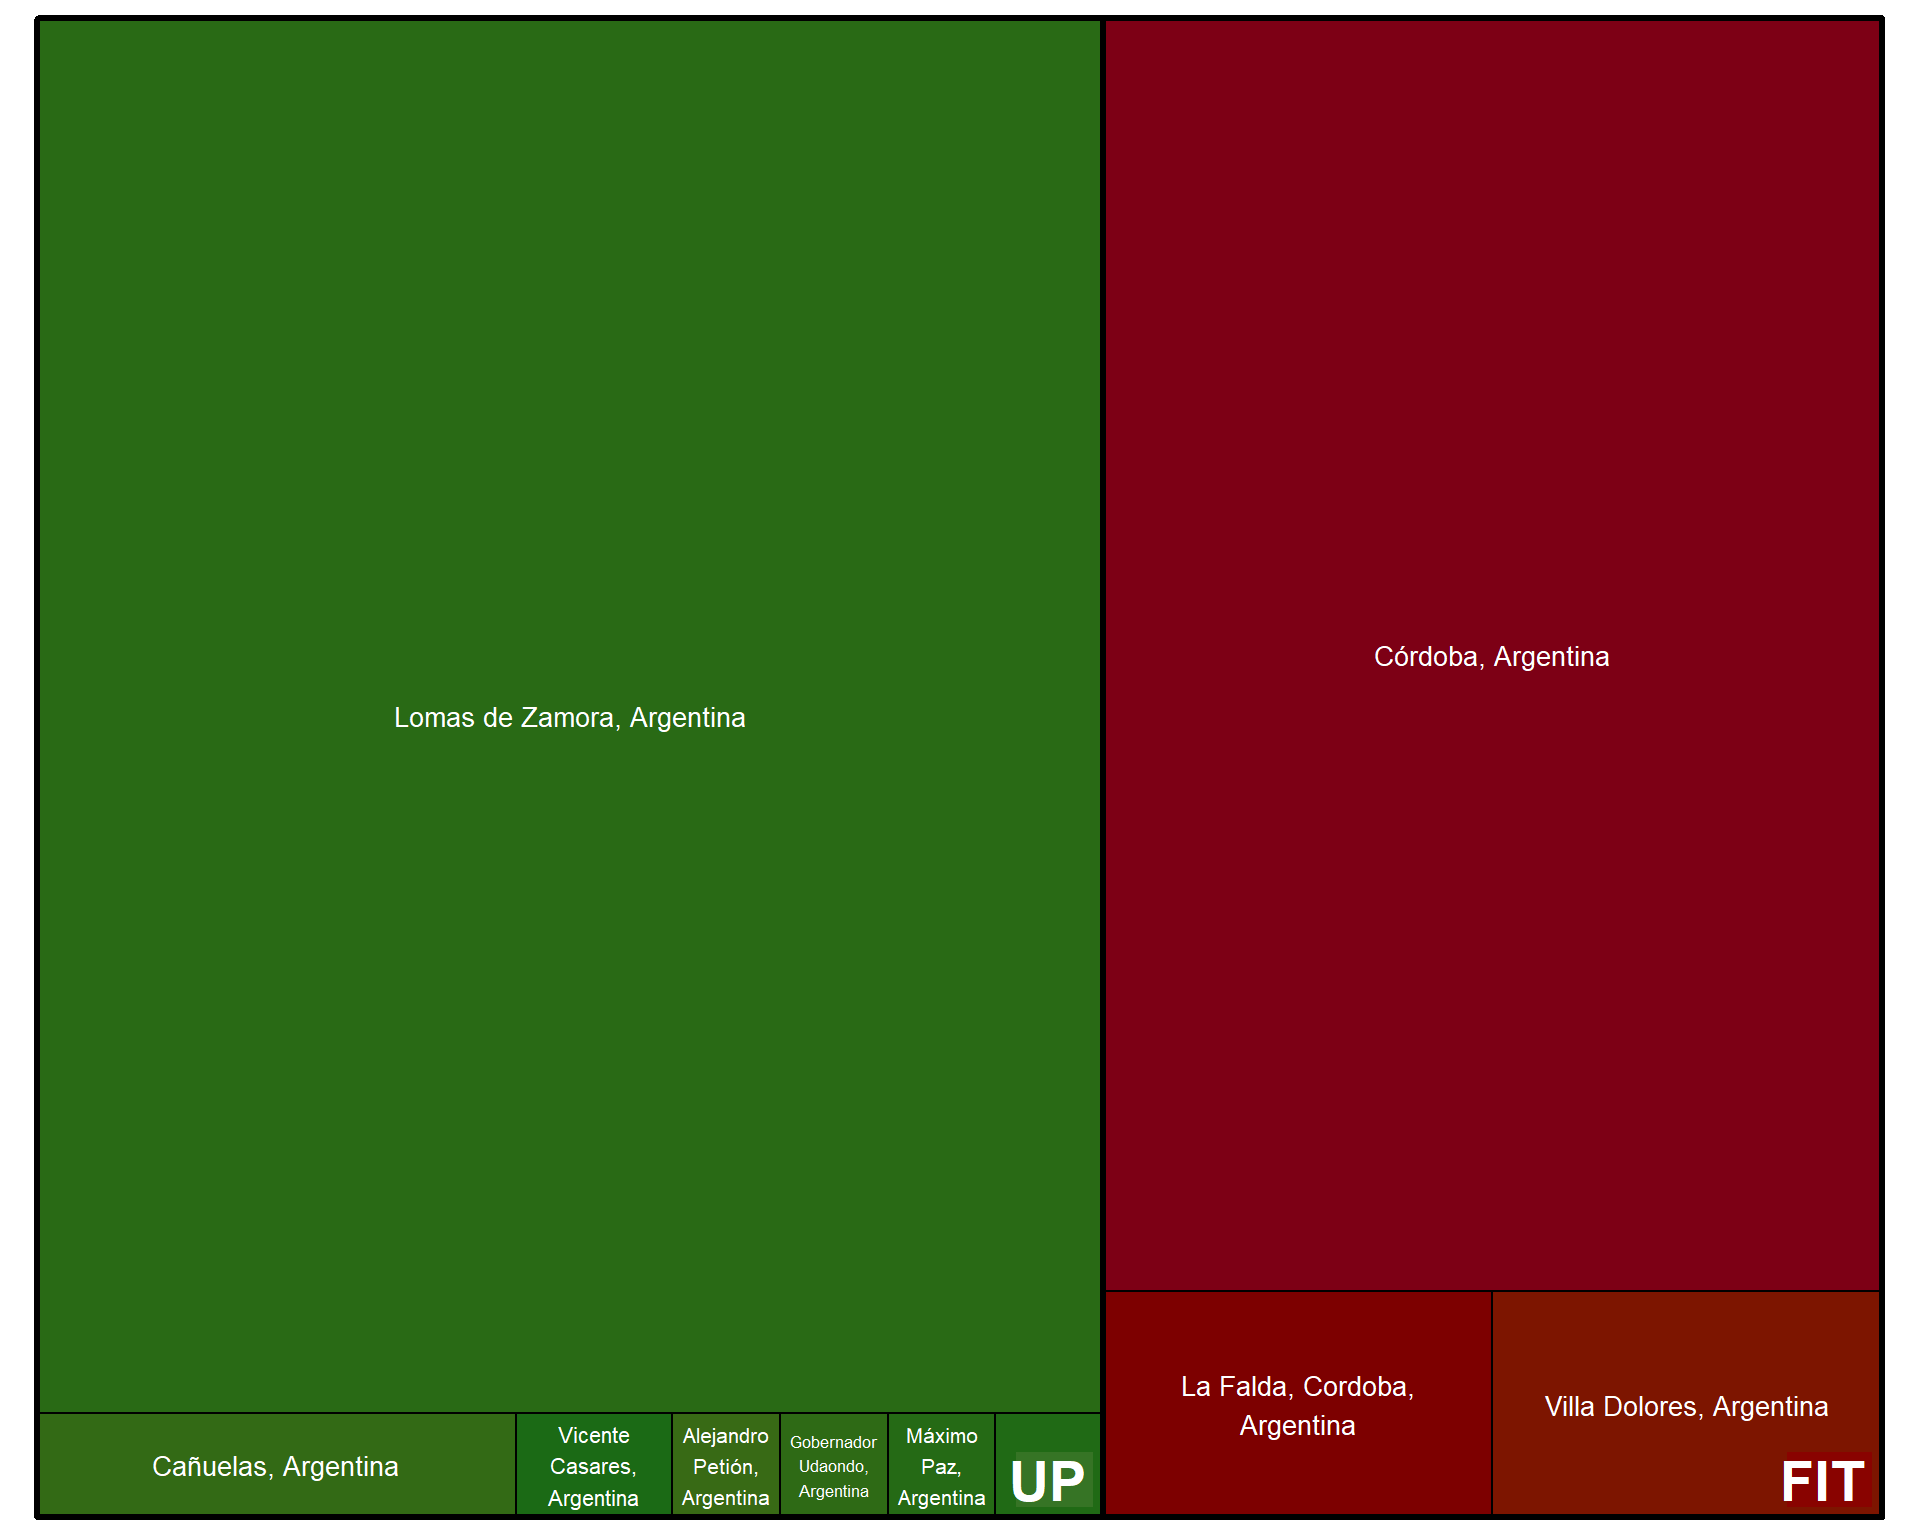 Lomas de Zamora, Argentina
Córdoba, Argentina
La Falda, Cordoba,
Argentina
Villa Dolores, Argentina
Cañuelas, Argentina
Vicente
Casares,
Argentina
Alejandro
Petión,
Argentina
Gobernador
Udaondo,
Argentina
Máximo
Paz,
Argentina
UP
FIT